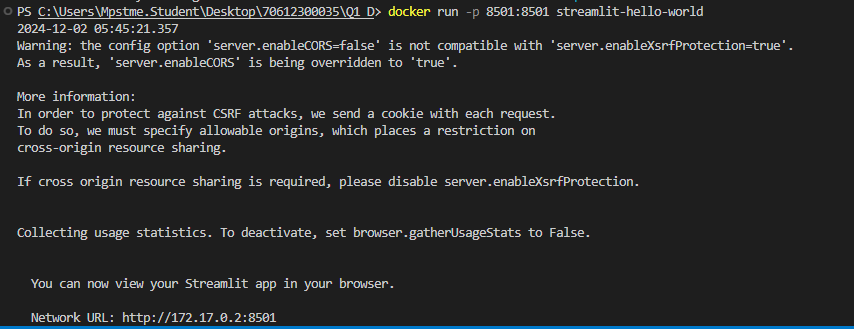 PS C:\Users\Mpstme.Student\Desktop\70612300035\Q1 D> docker run -p 8501:8501 streamlit-hello-world
2024-12-02 05:45:21.357
Warning: the config option 'server.enableCORS=false' is not compatible with 'server.enableXsrfProtection=true'.
As a result, 'server.enableCORS' is being overridden to 'true'.
More information:
In order to protect against CSRF attacks, we send a cookie with each request.
To do so, we must specify allowable origins, which places a restriction on
cross-origin resource sharing.
If cross origin resource sharing is required, please disable server.enableXsrfProtection.
Collecting usage statistics. To deactivate, set browser.gatherUsageStats to False.
You can now view your Streamlit app in your browser.
Network URL: http://172.17.0.2:8501